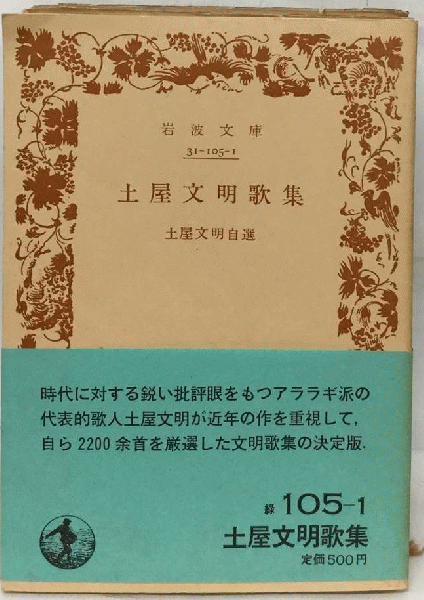 岩波文庫
31-105-1
土屋文明歌集
土屋文明自選
時代に対する鋭い批評眼をもつアララギ派の
代表的歌人土屋文明が近年の作を重視して,
自ら2200余首を厳選した文明歌集の決定版.
緑 105-1
土屋文明歌集
定価500円